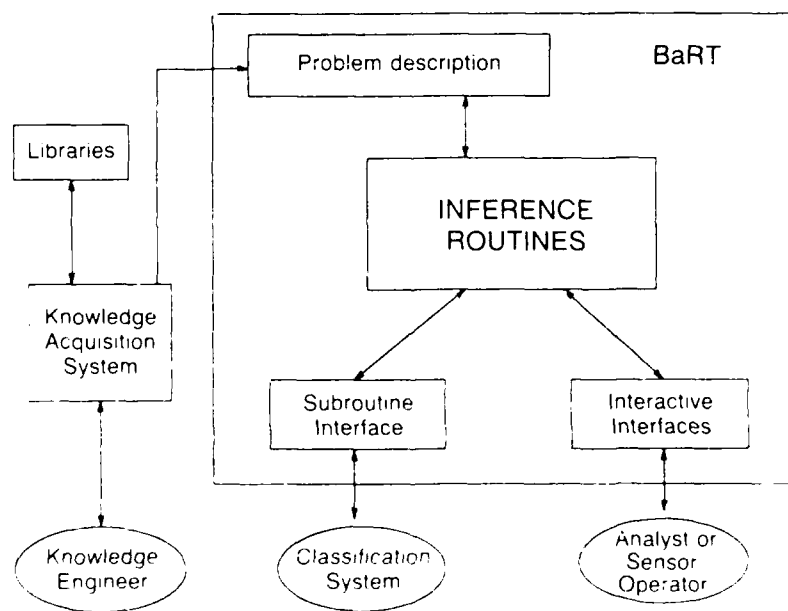 BaRT
Problem description
Libraries
INFERENCE
ROUTINES
Knowledge
Acquisition
System
Subroutine
Interface
Interactive
Interfaces
Knowledge
Engineer
Classification
System
Analyst or
Sensor
Operator